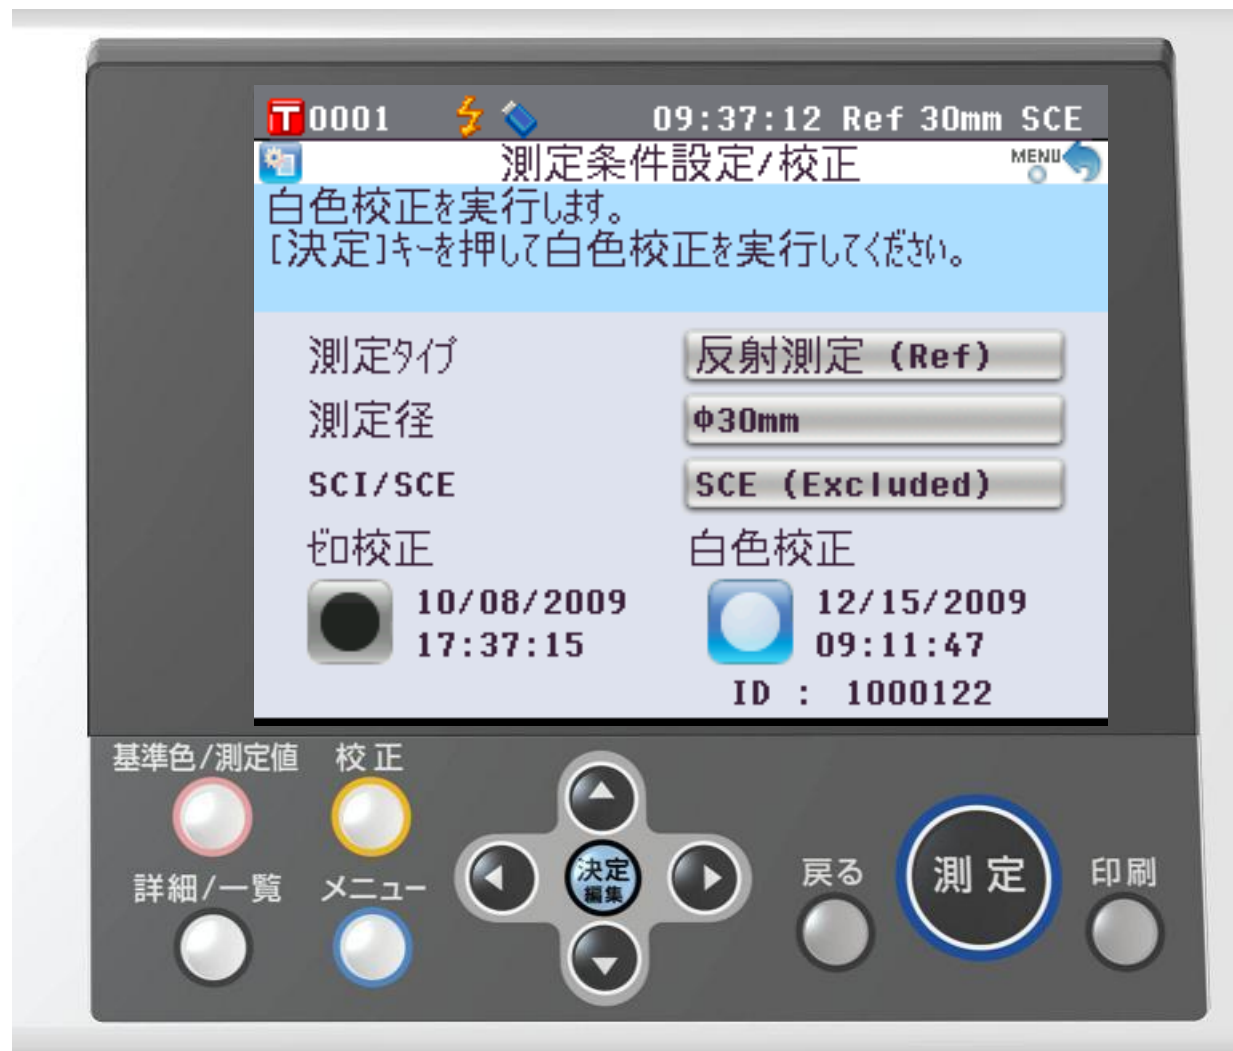 T 0001 09:37:12 Ref 30mm SCE
測定条件設定/校正 MENU
白色校正を実行します。
[決定]キーを押して白色校正を実行してください。
測定タイプ 反射測定 (Ref)
測定径 φ30mm
SCI/SCE SCE (Excluded)
ゼロ校正 白色校正
10/08/2009 12/15/2009
17:37:15 09:11:47
ID : 1000122
基準色/測定値 校正
詳細/一覧 メニュー
決定
編集
戻る 測定 印刷